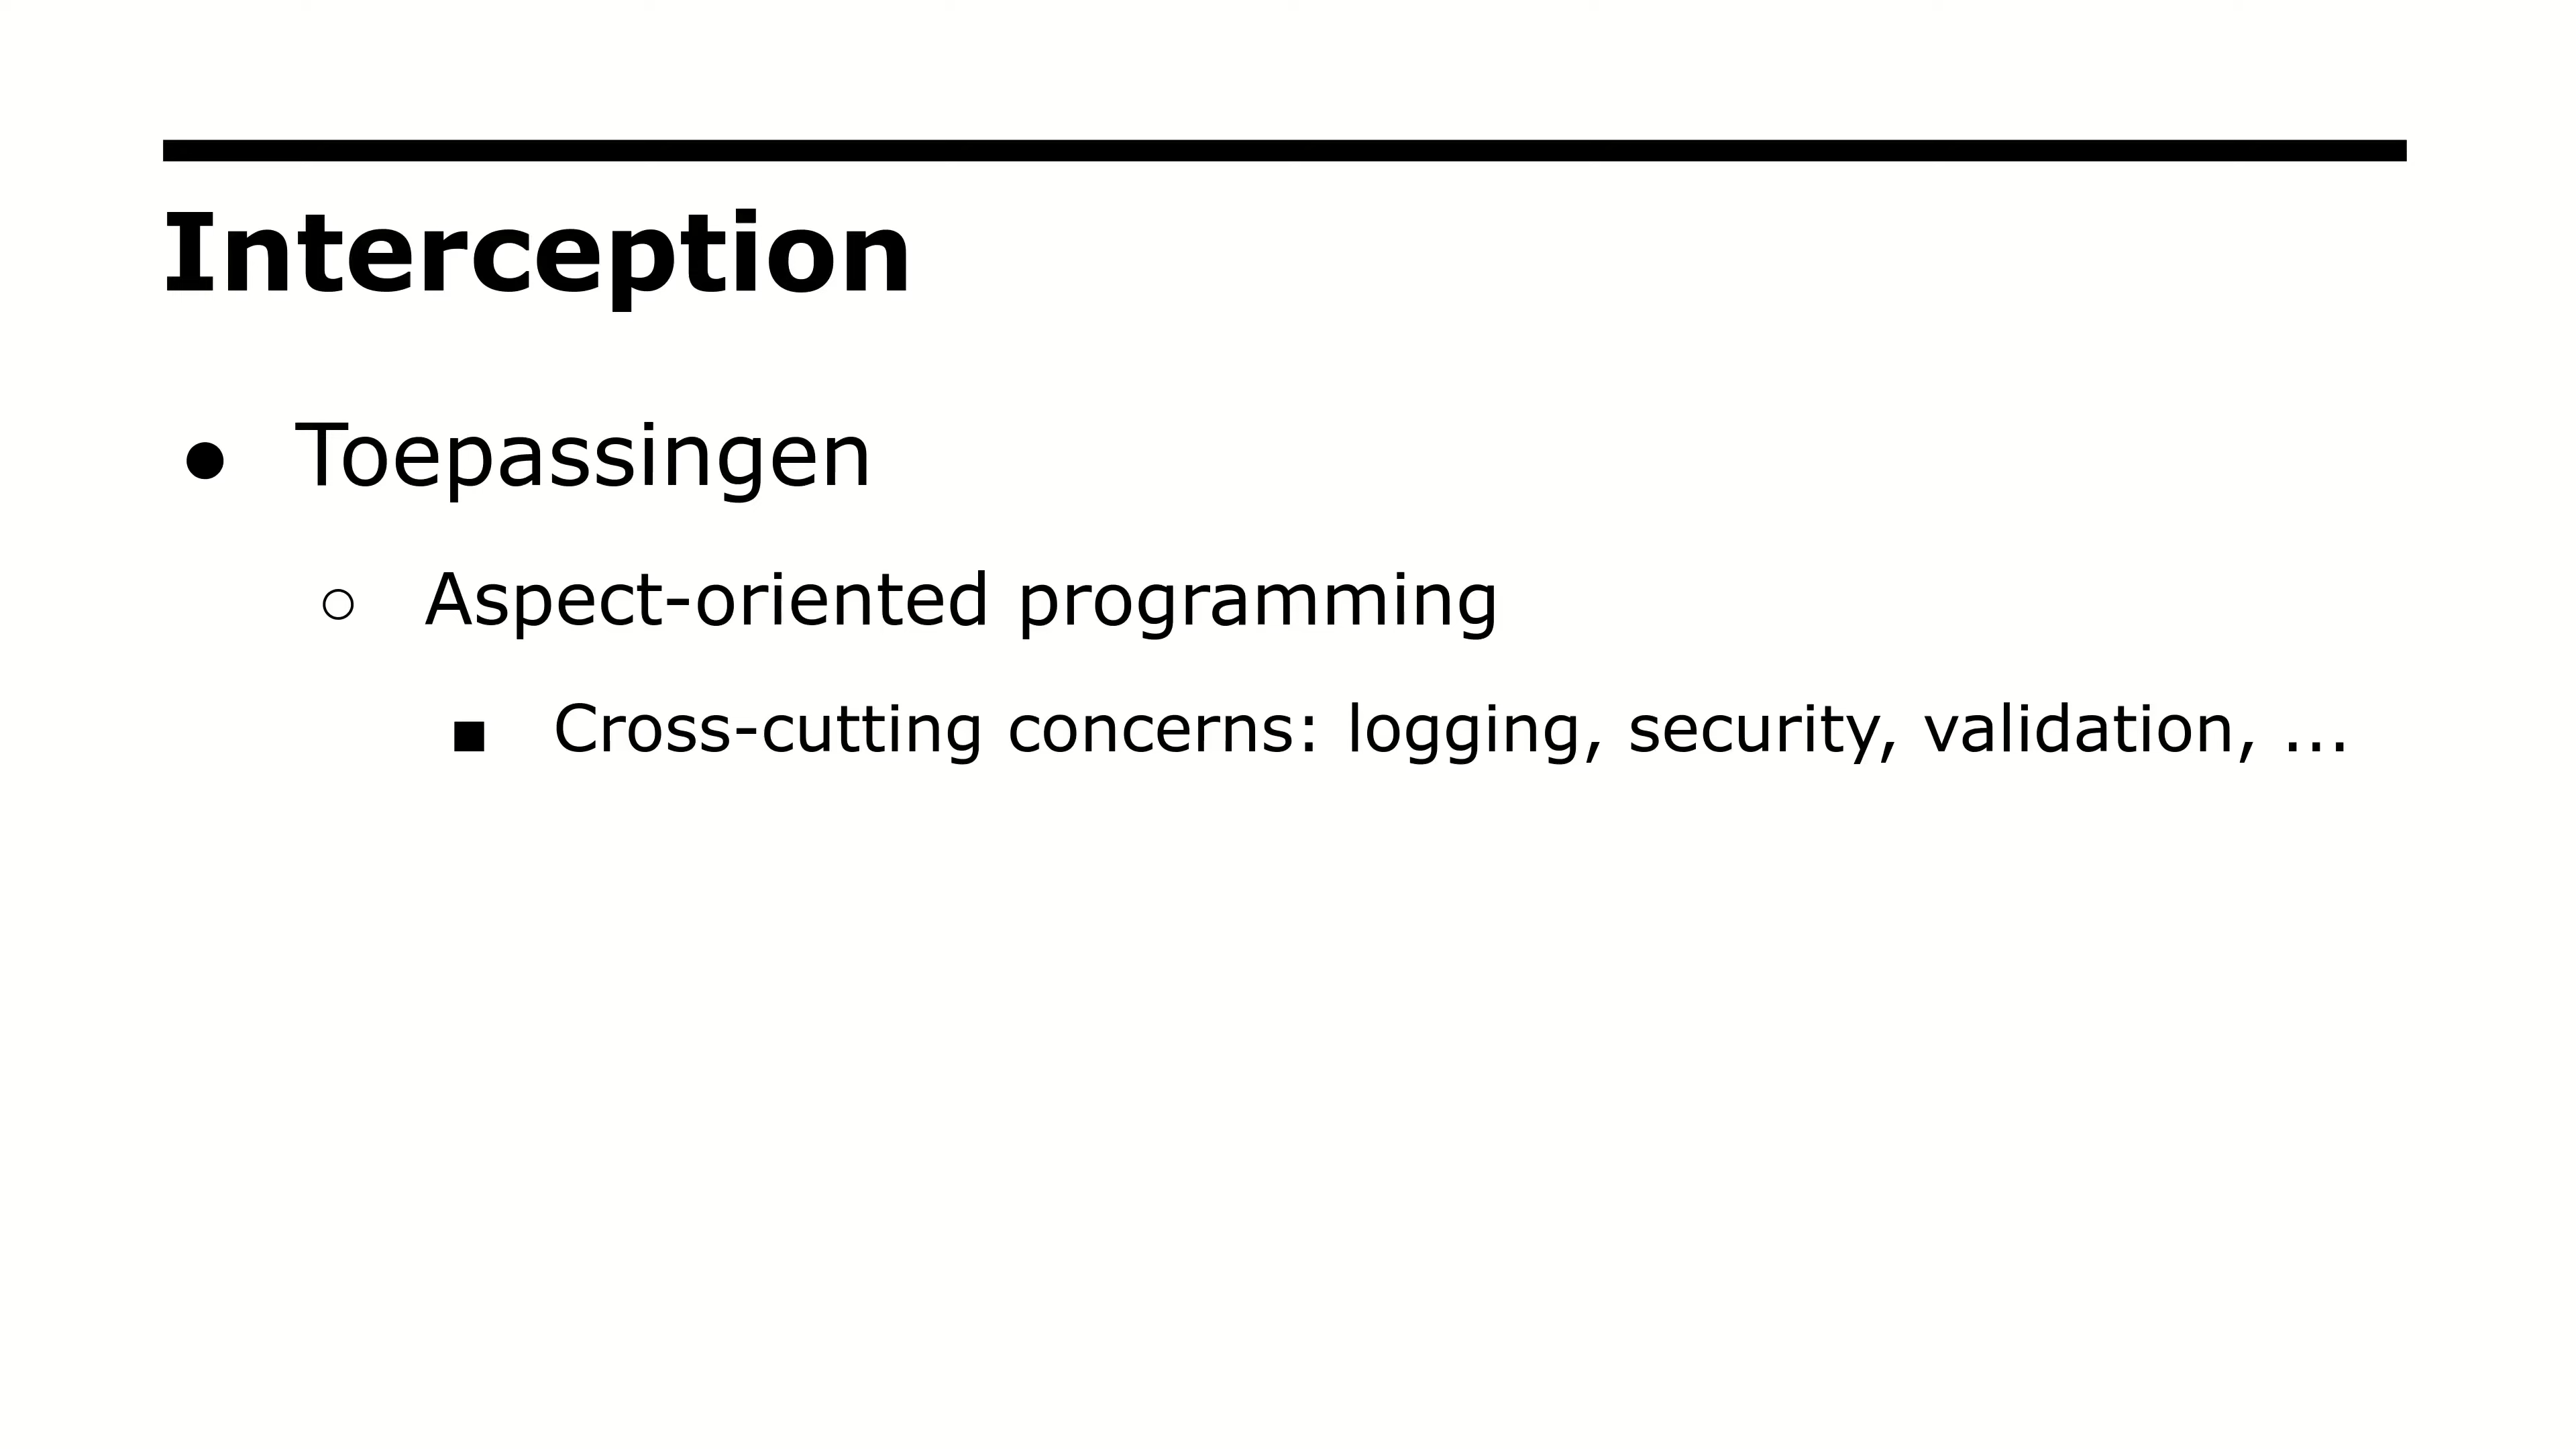 Interception
● Toepassingen
○ Aspect-oriented programming
■ Cross-cutting concerns: logging, security, validation, ...